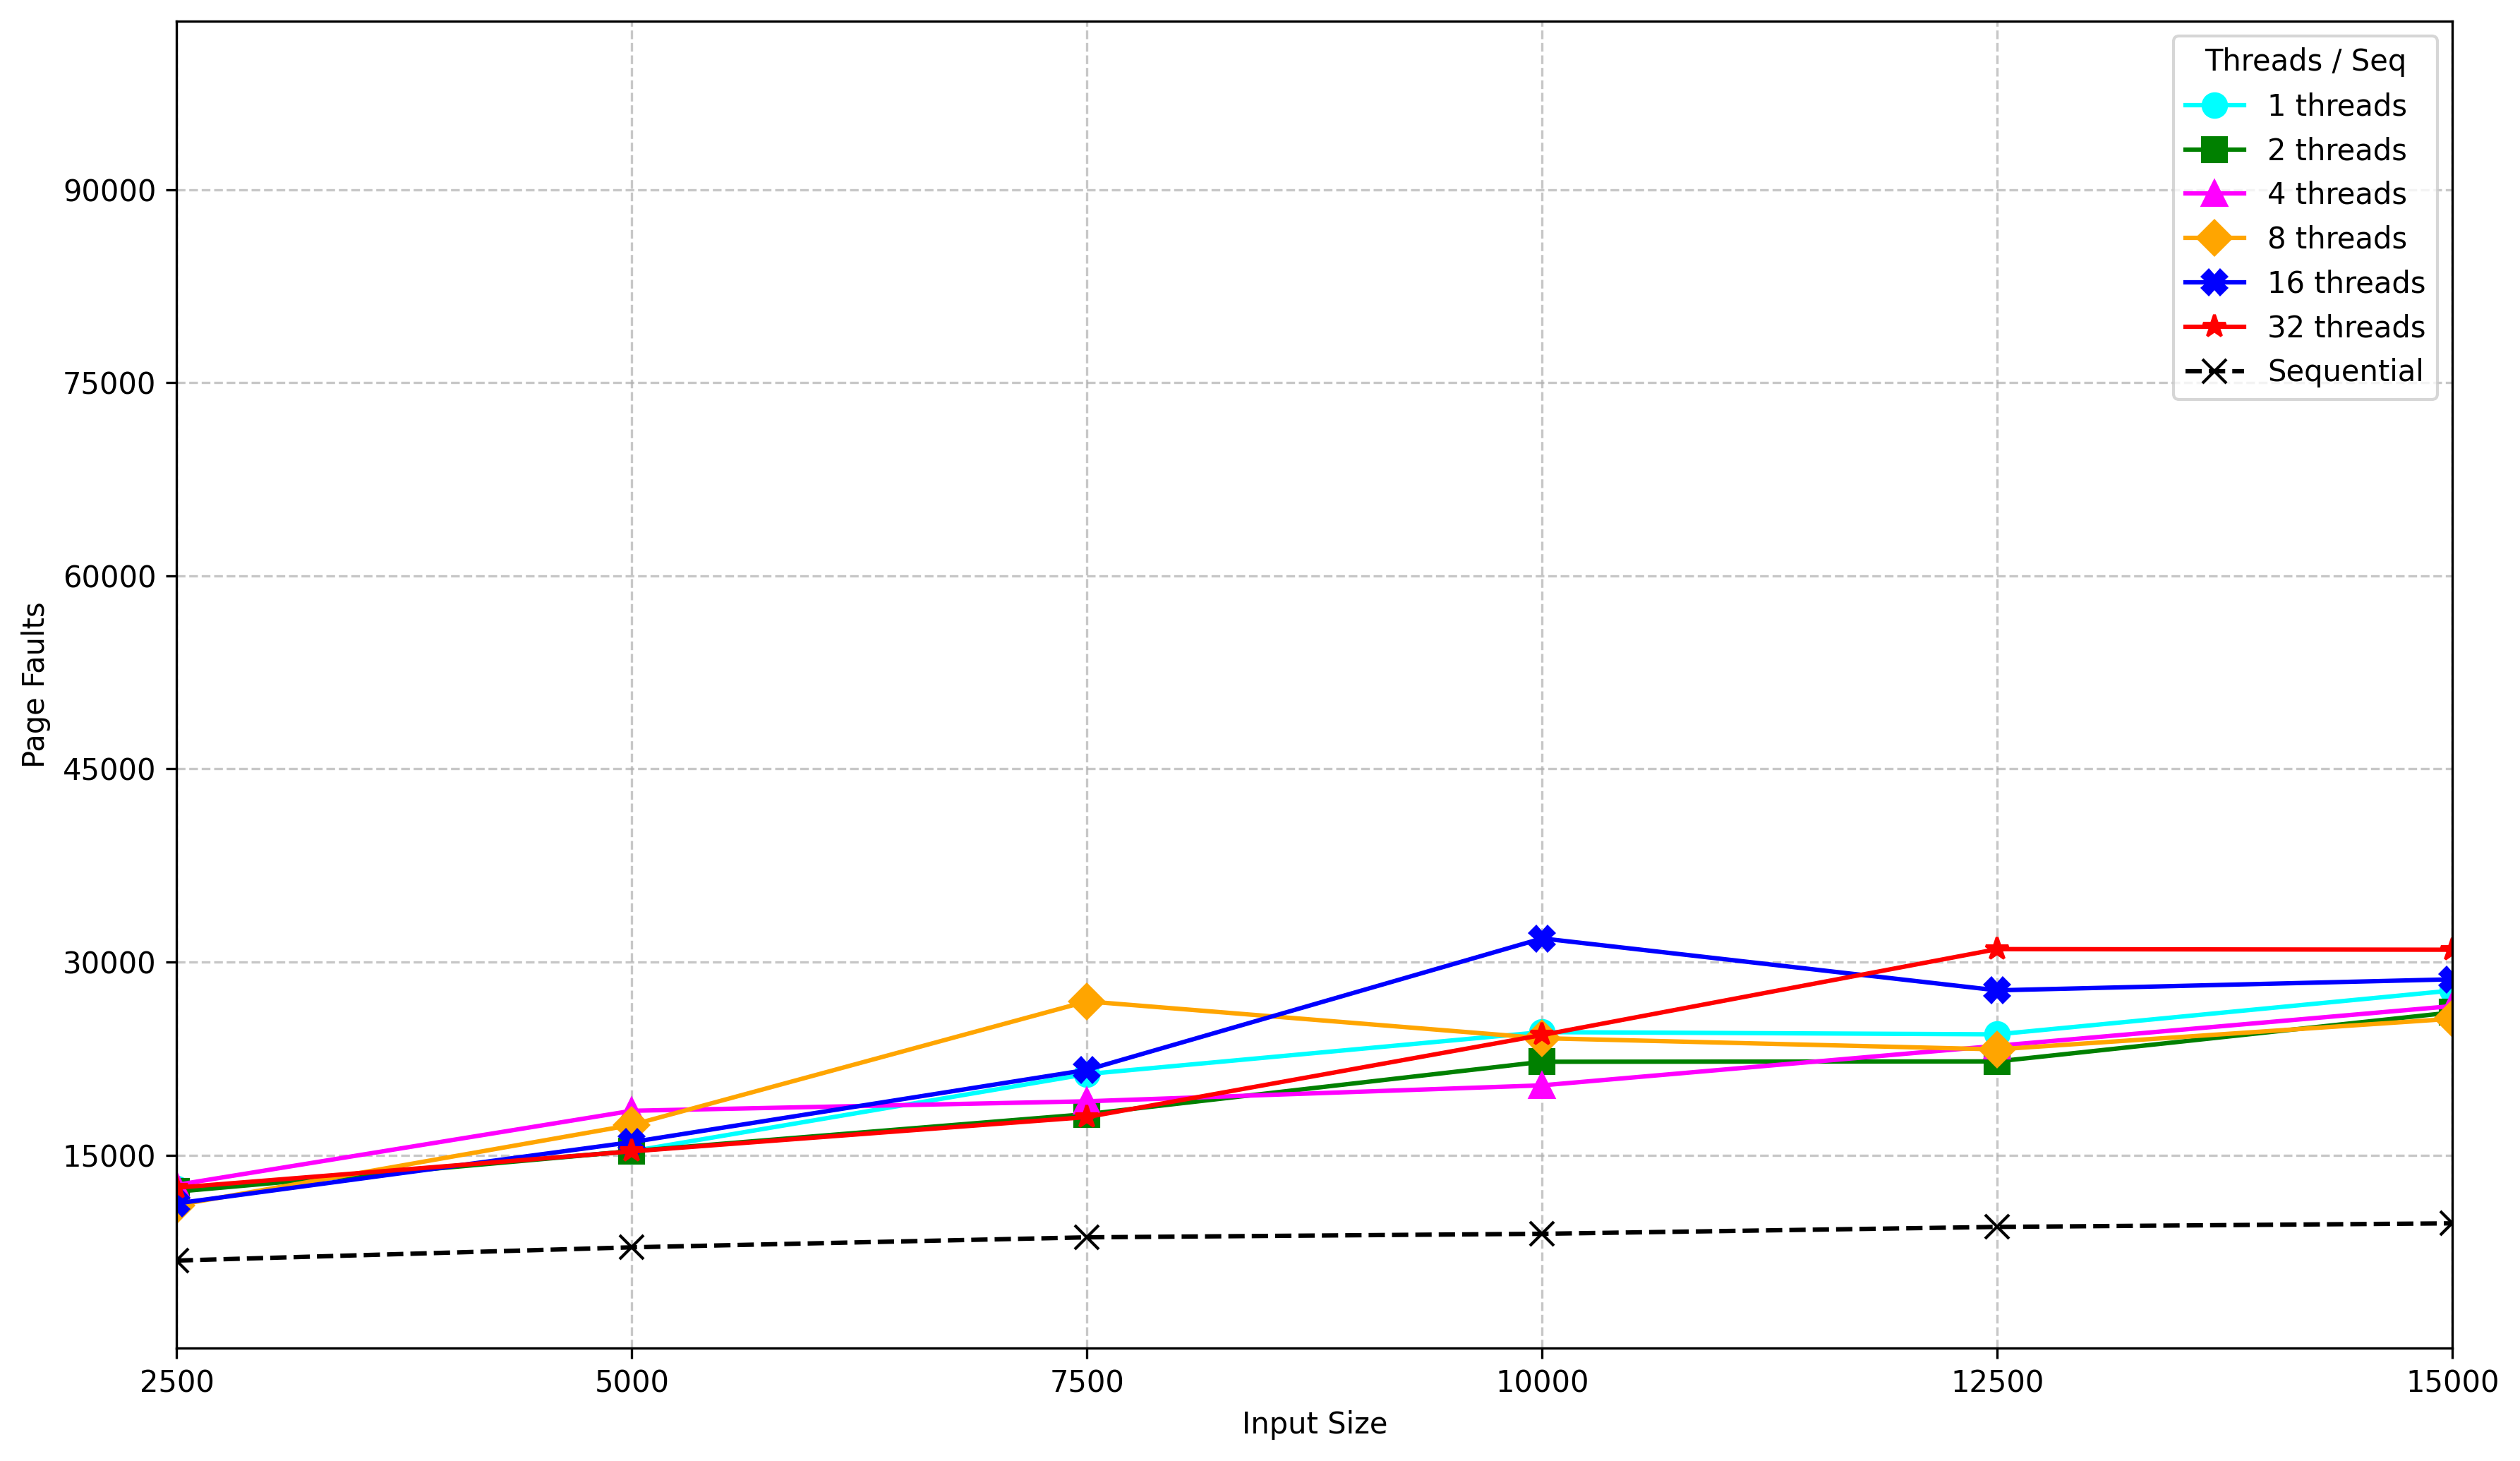 Threads / Seq
1 threads
2 threads
4 threads
8 threads
16 threads
32 threads
Sequential
90000
75000
60000
45000
30000
15000
Page Faults
2500
5000
7500
10000
12500
15000
Input Size